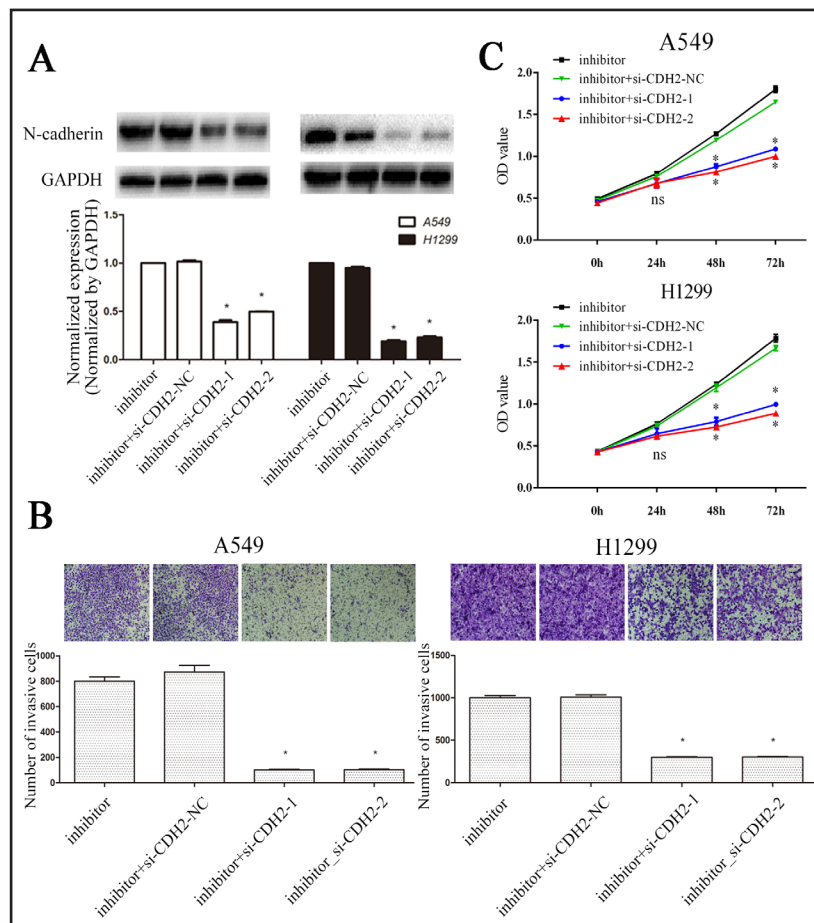 A
N-cadherin
GAPDH
Normalized expression
(Normalized by GAPDH)
1.5
1.0
0.5
0.0
A549
H1299
*
*
*
*
inhibitor
inhibitor+si-CDH2-NC
inhibitor+si-CDH2-1
inhibitor+si-CDH2-2
inhibitor
inhibitor+si-CDH2-NC
inhibitor+si-CDH2-1
inhibitor+si-CDH2-2
C
A549
inhibitor
inhibitor+si-CDH2-NC
inhibitor+si-CDH2-1
inhibitor+si-CDH2-2
OD value
2.0
1.5
1.0
0.5
0.0
ns
*
*
*
*
0h 24h 48h 72h
H1299
inhibitor
inhibitor+si-CDH2-NC
inhibitor+si-CDH2-1
inhibitor+si-CDH2-2
OD value
2.0
1.5
1.0
0.5
0.0
ns
*
*
*
*
0h 24h 48h 72h
B
A549
Number of invasive cells
1000
800
600
400
200
0
*
*
inhibitor
inhibitor+si-CDH2-NC
inhibitor+si-CDH2-1
inhibitor_si-CDH2-2
H1299
Number of invasive cells
1500
1000
500
0
*
*
inhibitor
inhibitor+si-CDH2-NC
inhibitor+si-CDH2-1
inhibitor_si-CDH2-2